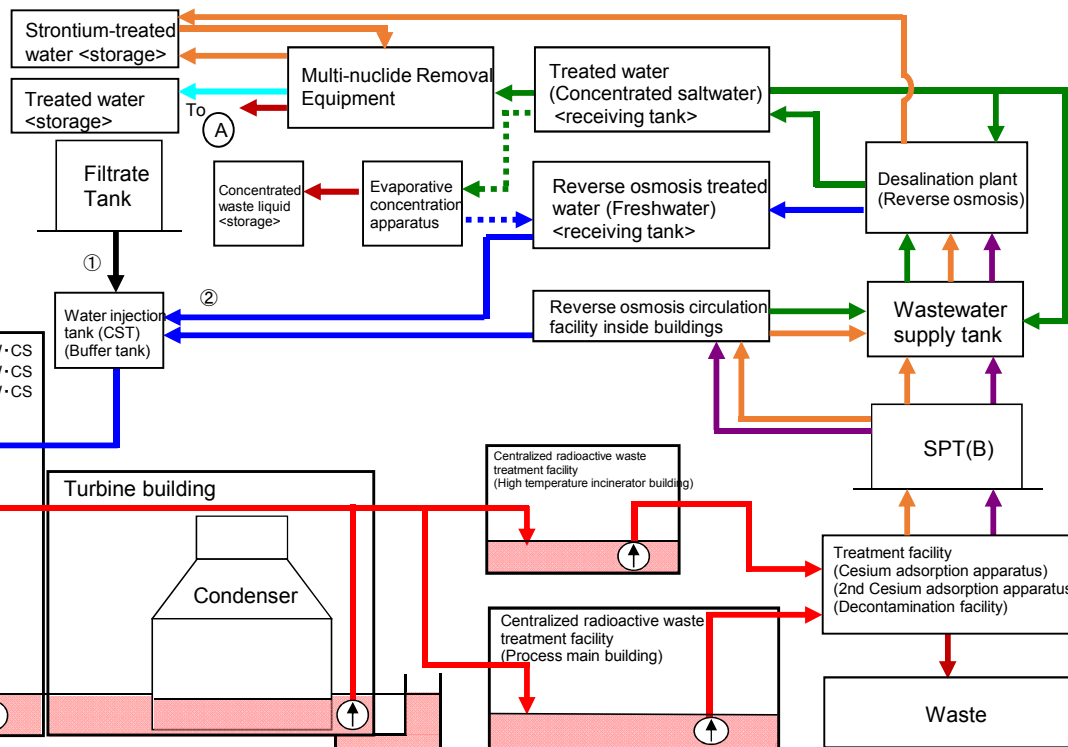 Strontium-treated
water <storage>
Multi-nuclide Removal
Equipment
Treated water
(Concentrated saltwater)
<receiving tank>
Treated water
<storage>
To
A
Filtrate
Tank
Concentrated
waste liquid
<storage>
Evaporative
concentration
apparatus
Reverse osmosis treated
water (Freshwater)
<receiving tank>
Desalination plant
(Reverse osmosis)
①
②
Water injection
tank (CST)
(Buffer tank)
Reverse osmosis circulation
facility inside buildings
Wastewater
supply tank
・CS
・CS
・CS
SPT(B)
Turbine building
Condenser
Centralized radioactive waste
treatment facility
(High temperature incinerator building)
Centralized radioactive waste
treatment facility
(Process main building)
Treatment facility
(Cesium adsorption apparatus)
(2nd Cesium adsorption apparatus
(Decontamination facility)
Waste